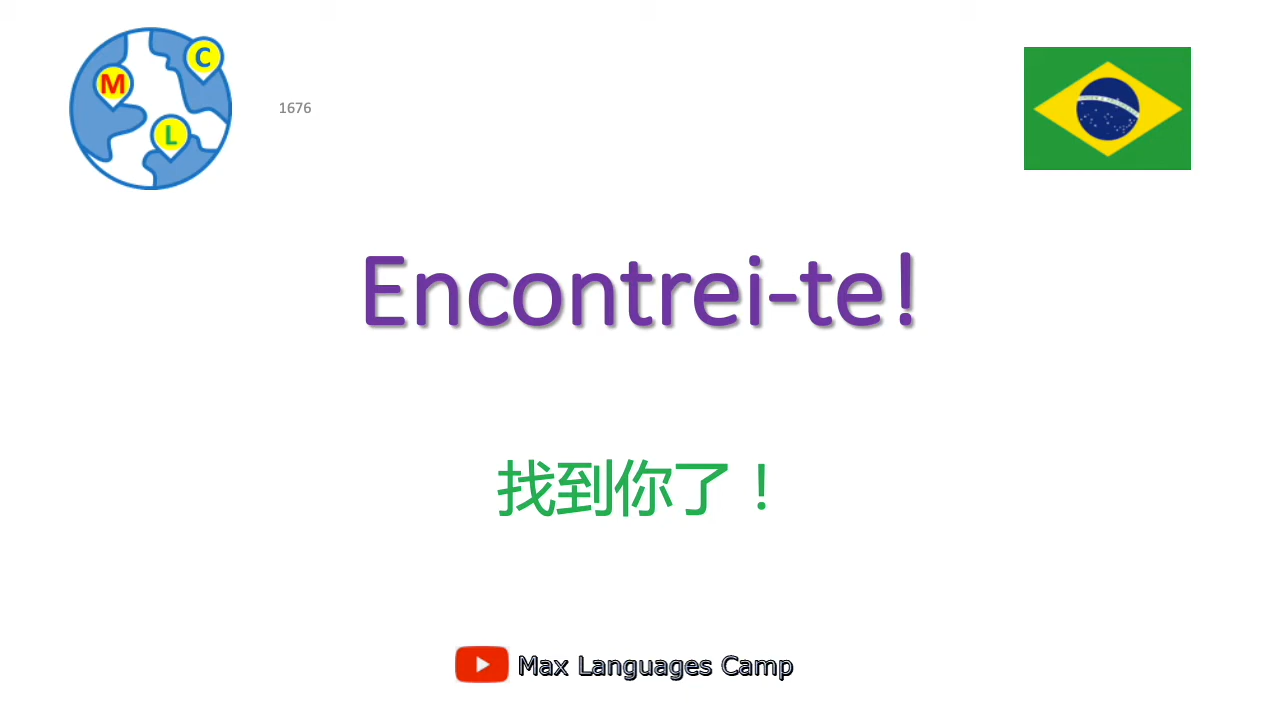 M
C
L
1676
Encontrei-te!
找到你了！
Max Languages Camp